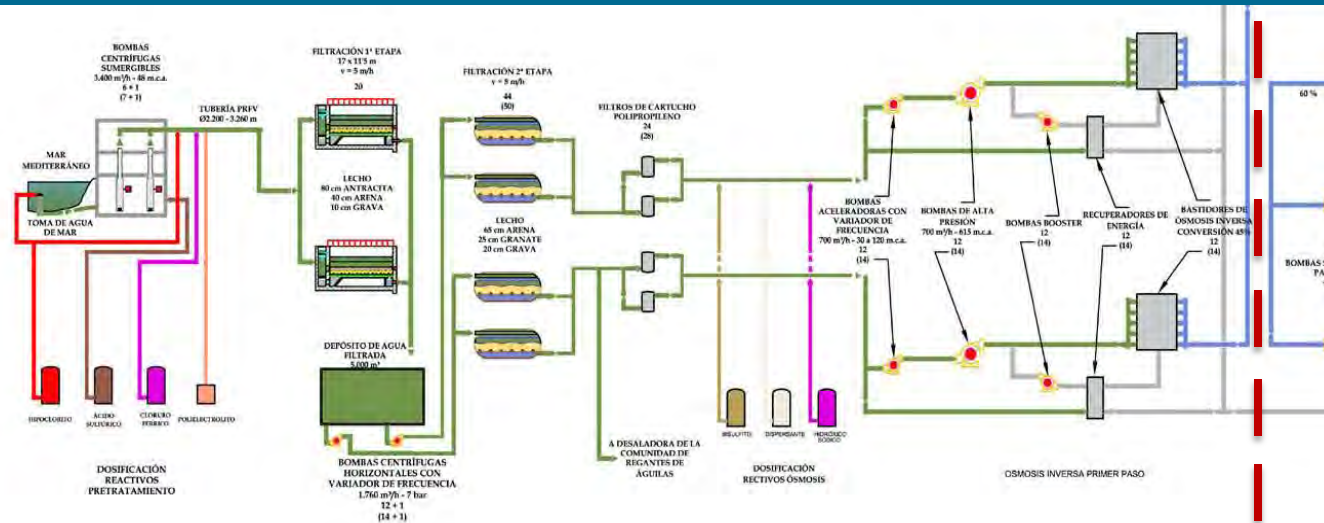 BOMBAS
CENTRÍFUGAS
SUMERGIBLES
3.400 m³/h - 48 m.c.a.
6 + 1
(7 + 1)
TUBERÍA PRFV
Ø2.200 - 3.260 m
MAR
MEDITERRÁNEO
TOMA DE AGUA
DE MAR
HIPOCLORITO
ÁCIDO
SULFÚRICO
CLORURO
FÉRRICO
POLIELECTROLITO
DOSIFICACIÓN
REACTIVOS
PRETRATAMIENTO
FILTRACIÓN 1ª ETAPA
17 x 11'5 m
v = 5 m/h
20
LECHO
80 cm ANTRACITA
40 cm ARENA
10 cm GRAVA
DEPÓSITO DE AGUA
FILTRADA
5.000 m³
BOMBAS CENTRÍFUGAS
HORIZONTALES CON
VARIADOR DE FRECUENCIA
1.760 m³/h - 7 bar
12 + 1
(14 + 1)
FILTRACIÓN 2ª ETAPA
v = 8 m/h
44
(50)
LECHO
65 cm ARENA
25 cm GRANATE
20 cm GRAVA
FILTROS DE CARTUCHO
POLIPROPILENO
24
(28)
A DESALADORA DE LA
COMUNIDAD DE
REGANTES DE
ÁGUILAS
BISULFITO
DISPERSANTE
HIDRÓXIDO
SÓDICO
DOSIFICACIÓN
RECTIVOS ÓSMOSIS
BOMBAS
ACELERADORAS CON
VARIADOR DE
FRECUENCIA
700 m³/h - 30 a 120 m.c.a.
12
(14)
BOMBAS DE ALTA
PRESIÓN
700 m³/h - 615 m.c.a.
12
(14)
BOMBAS BOOSTER
12
(14)
RECUPERADORES DE
ENERGÍA
12
(14)
BASTIDORES DE
ÓSMOSIS INVERSA
CONVERSIÓN 45%
12
(14)
OSMOSIS INVERSA PRIMER PASO
60 %
BOMBAS
PA